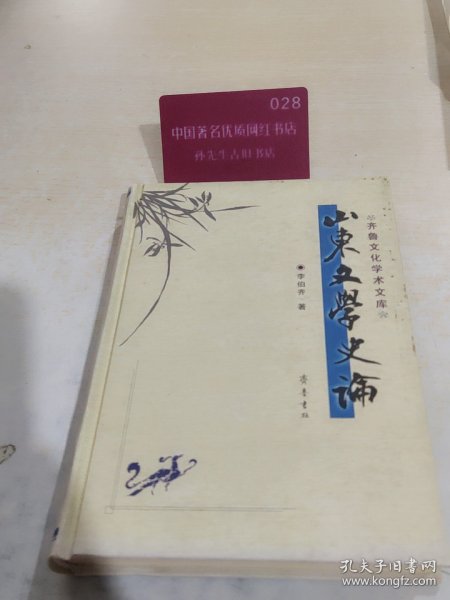 028
中国著名优质网红书店
孙先生古旧书店
齐鲁文化学术文库
山東文學史論
李伯齐 著
齐鲁书社
孔夫子旧书网
www.kongfz.com